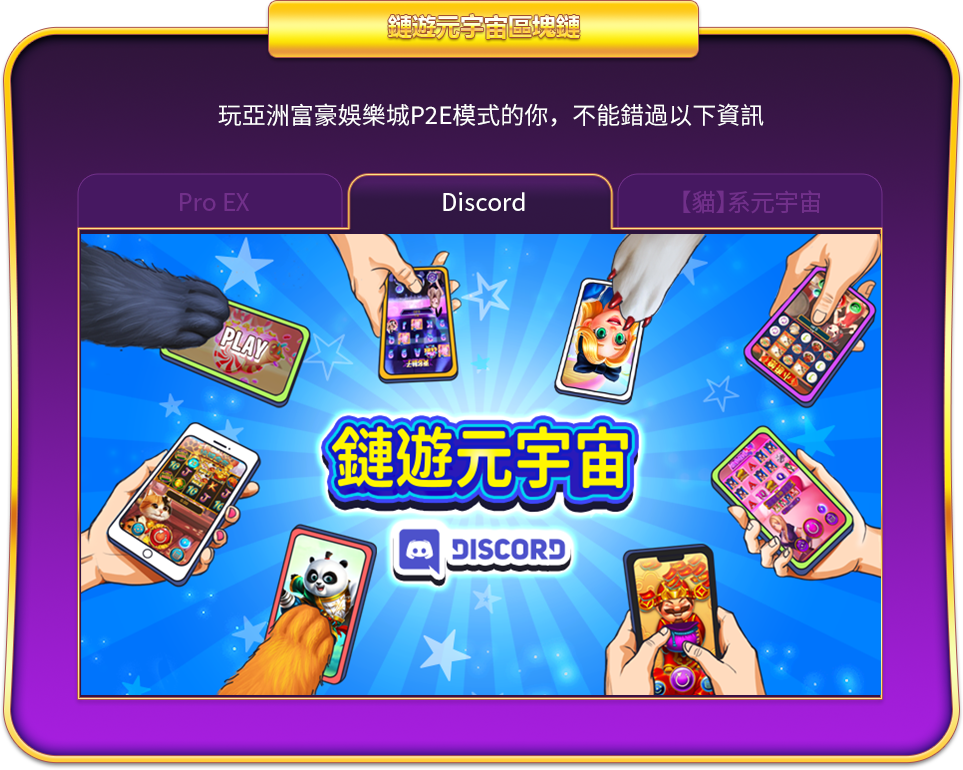 鏈遊元宇宙區塊鏈
玩亞洲富豪娛樂城P2E模式的你，不能錯過以下資訊
Pro EX
Discord
【貓】系元宇宙
PLAY
鏈遊元宇宙
DISCORD